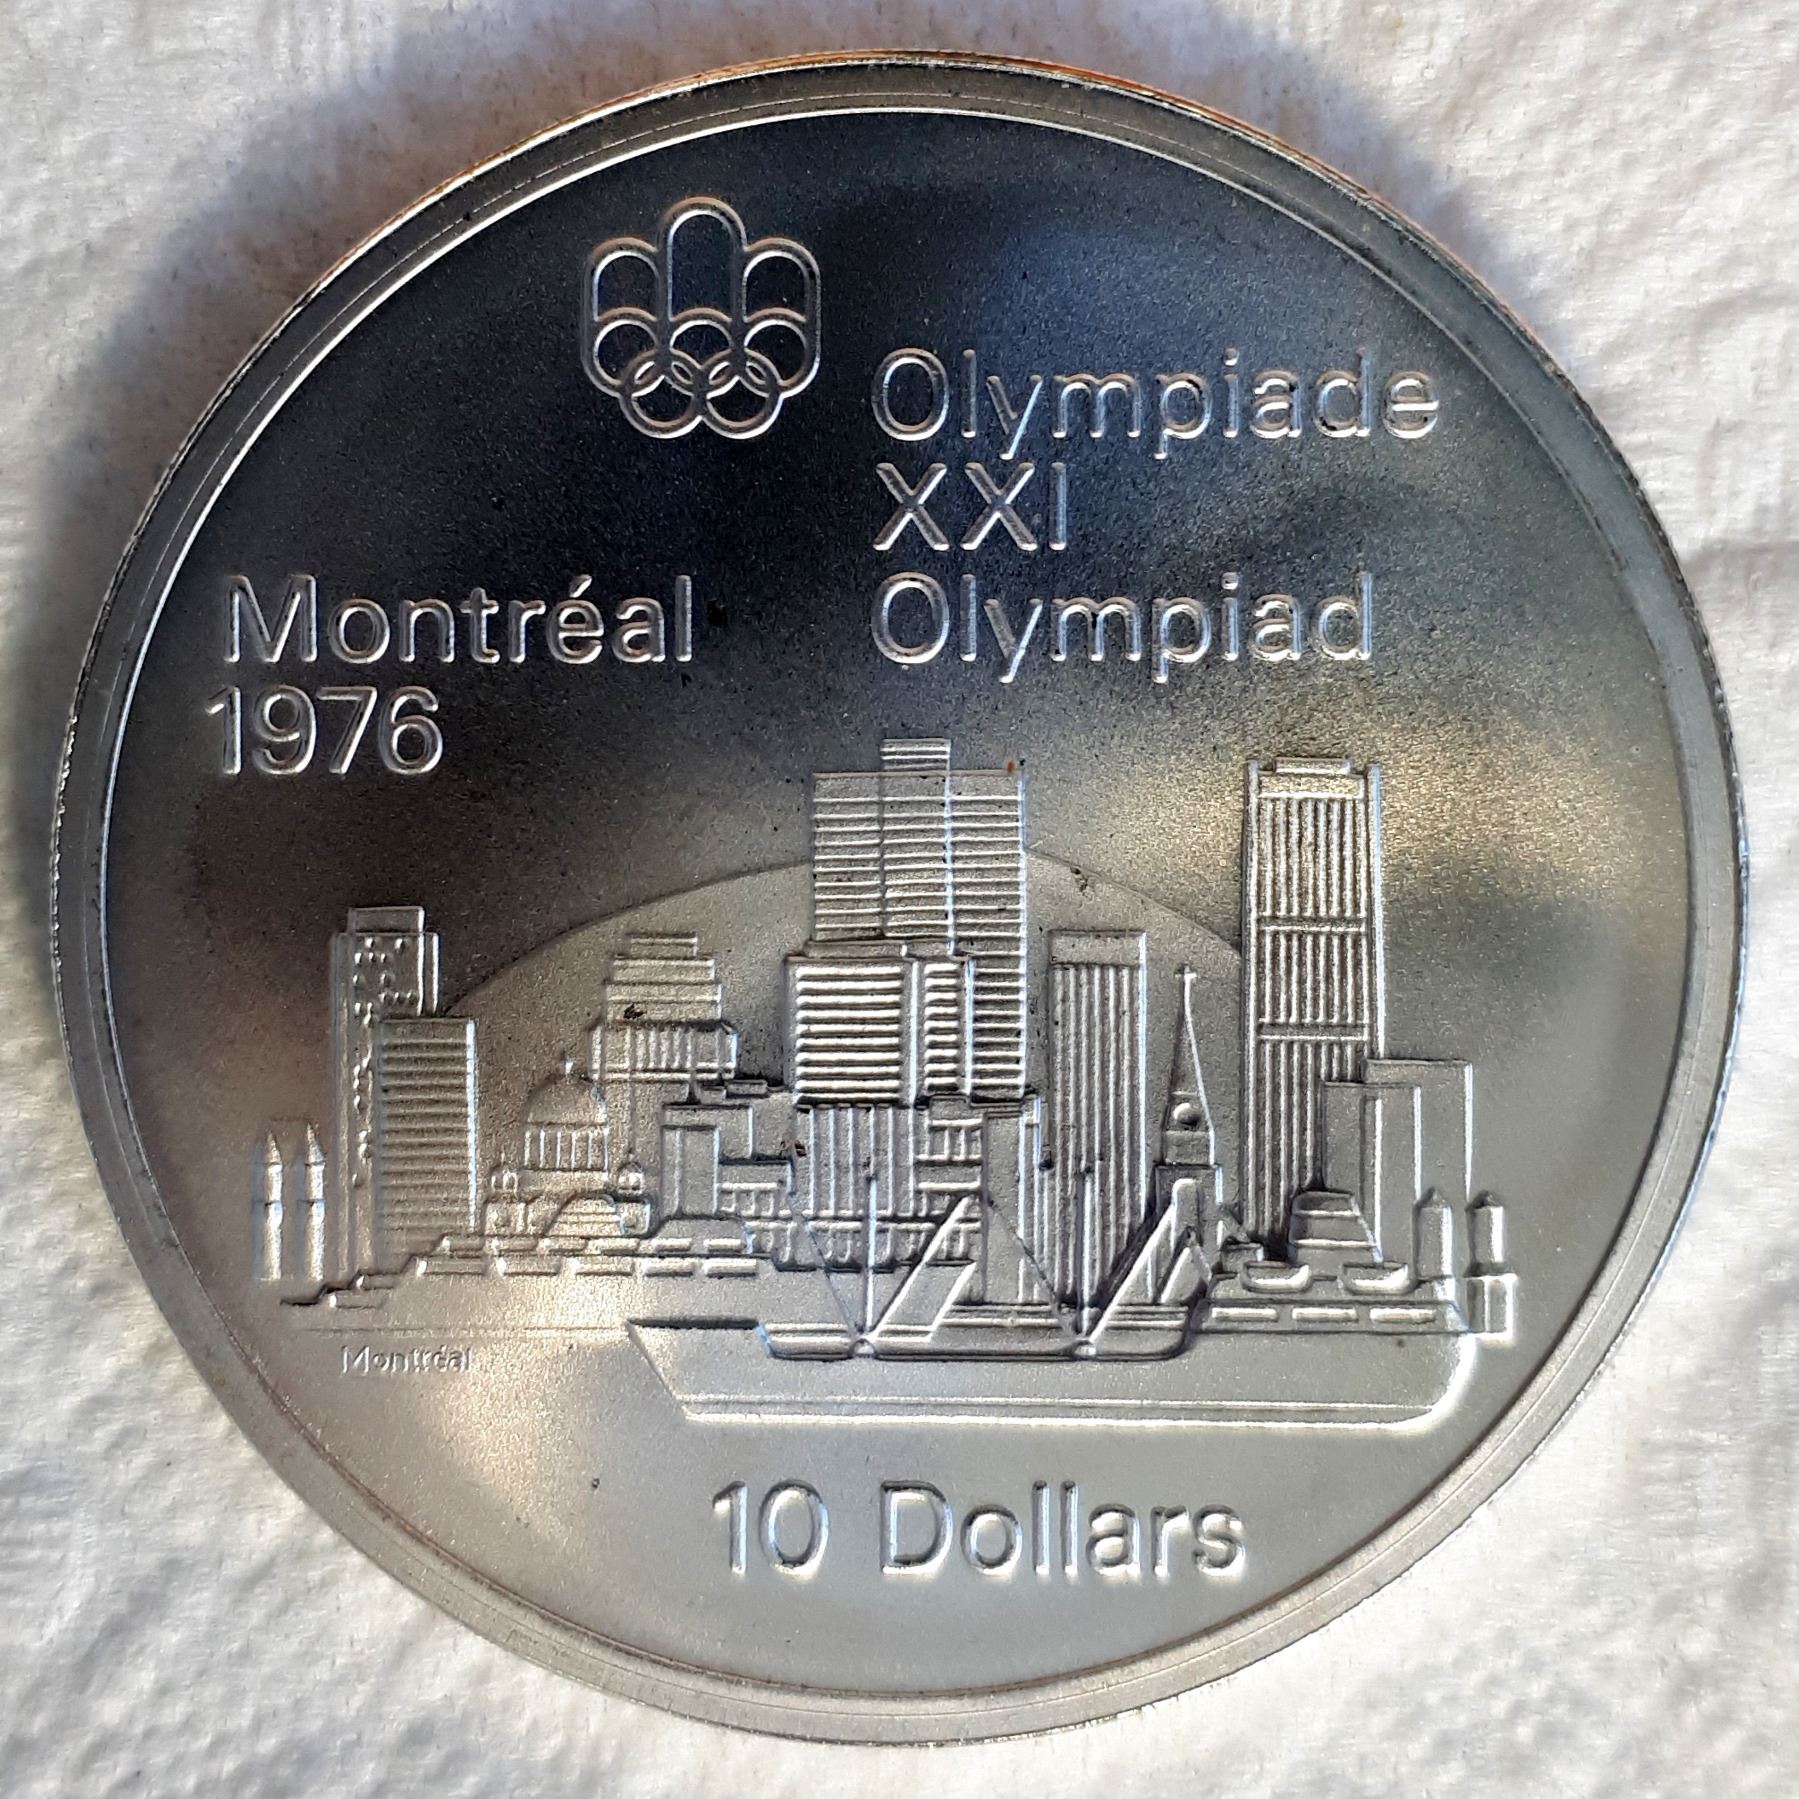 Olympiade
XXI
Olympiad
Montréal
1976
Montréal
10 Dollars